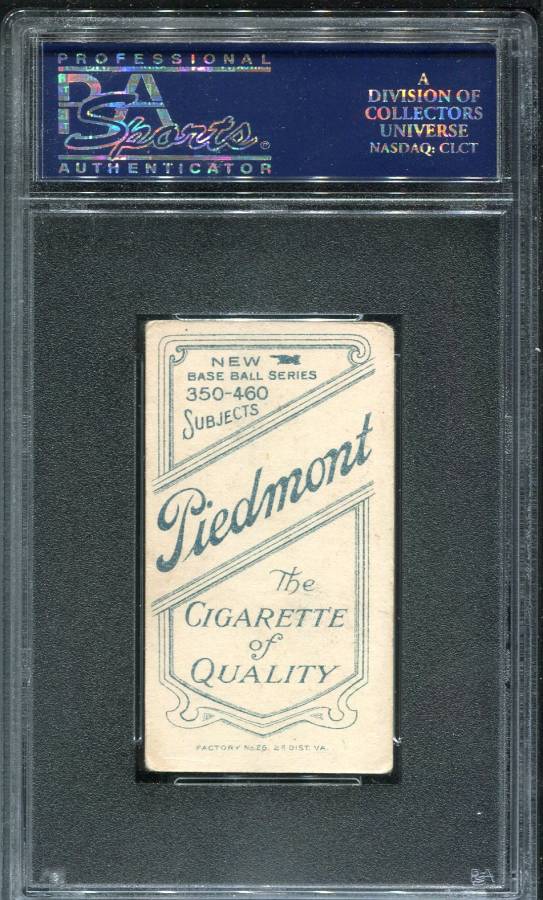 PROFESSIONAL
PSA
Sports®
AUTHENTICATOR
A
DIVISION OF
COLLECTORS
UNIVERSE
NASDAQ: CLCT
NEW
BASE BALL SERIES
350-460
SUBJECTS
Piedmont
The
CIGARETTE
of
QUALITY
FACTORY No 25, 2D DIST. VA.
PSA